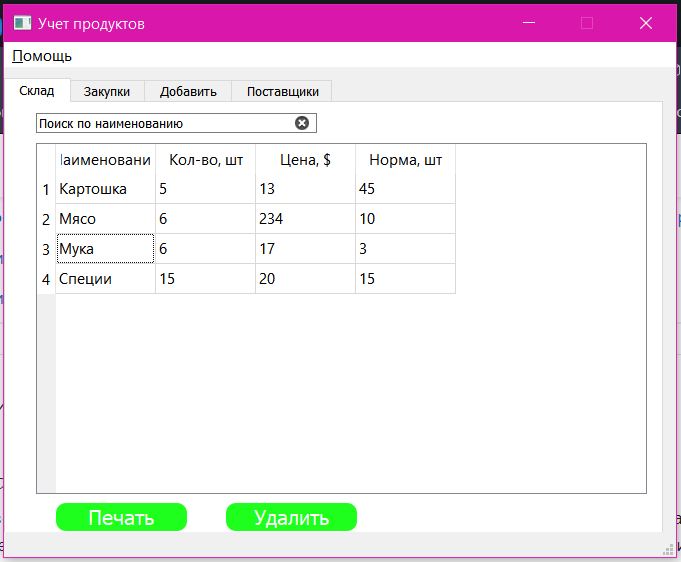 Учет продуктов
Помощь
Склад Закупки Добавить Поставщики
Поиск по наименованию
Наименовани Кол-во, шт Цена, $ Норма, шт
1 Картошка 5 13 45
2 Мясо 6 234 10
3 Мука 6 17 3
4 Специи 15 20 15
Печать Удалить